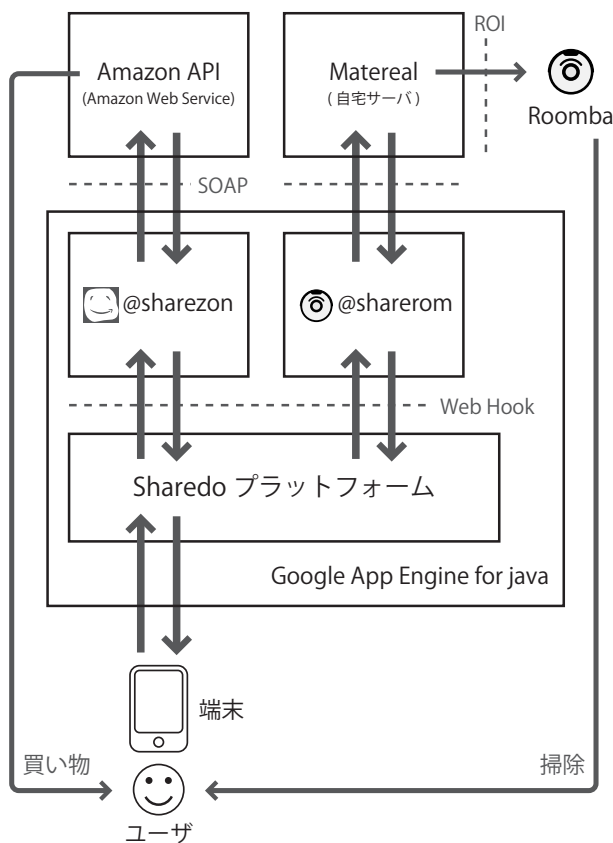 ROI
Amazon API
(Amazon Web Service)
Matereal
( 自宅サーバ )
Roomba
SOAP
@sharezon
@sharerom
Web Hook
Sharedo プラットフォーム
Google App Engine for java
端末
買い物
掃除
ユーザ